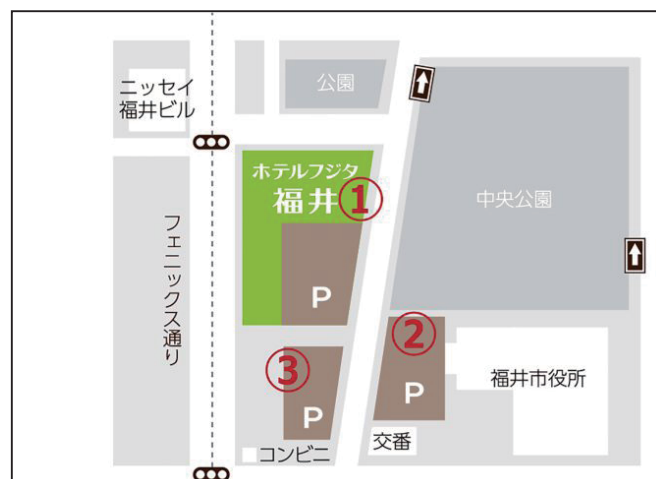 ニッセイ
福井ビル
公園
ホテルフジタ
福井 ①
中央公園
フェニックス通り
P
②
③
P
P
福井市役所
コンビニ
交番